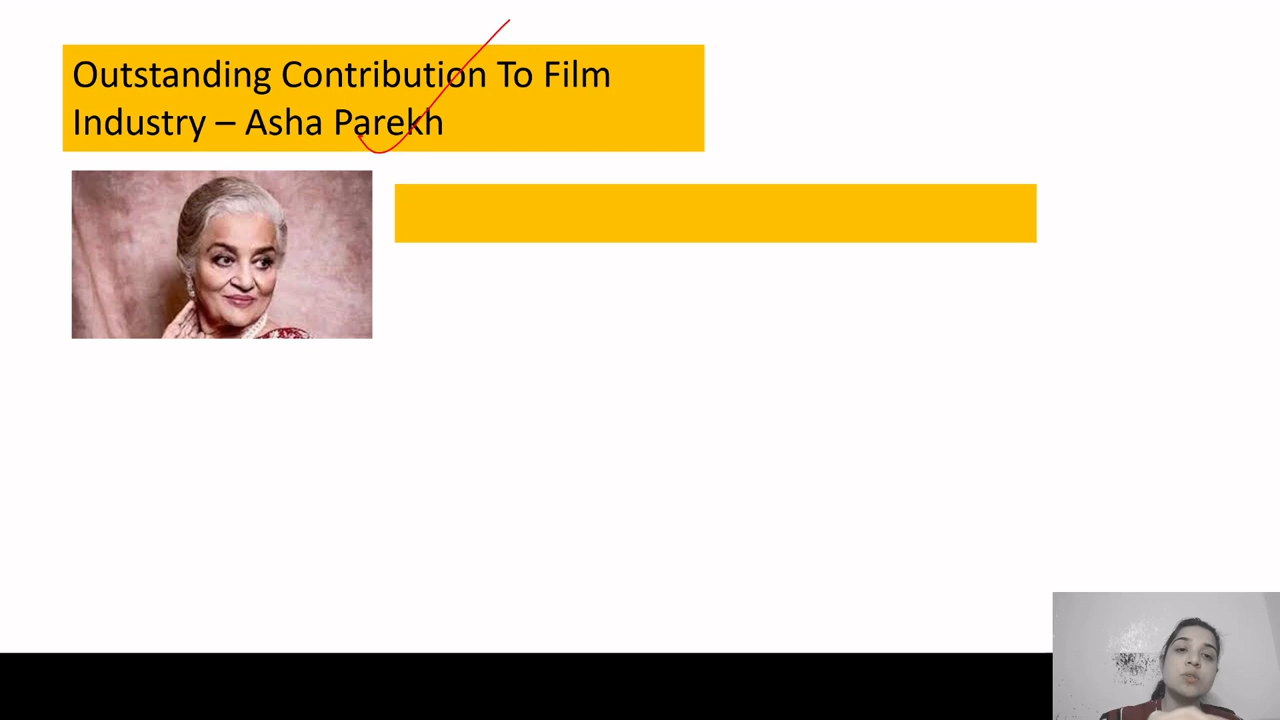 Outstanding Contribution To Film
Industry – Asha Parekh